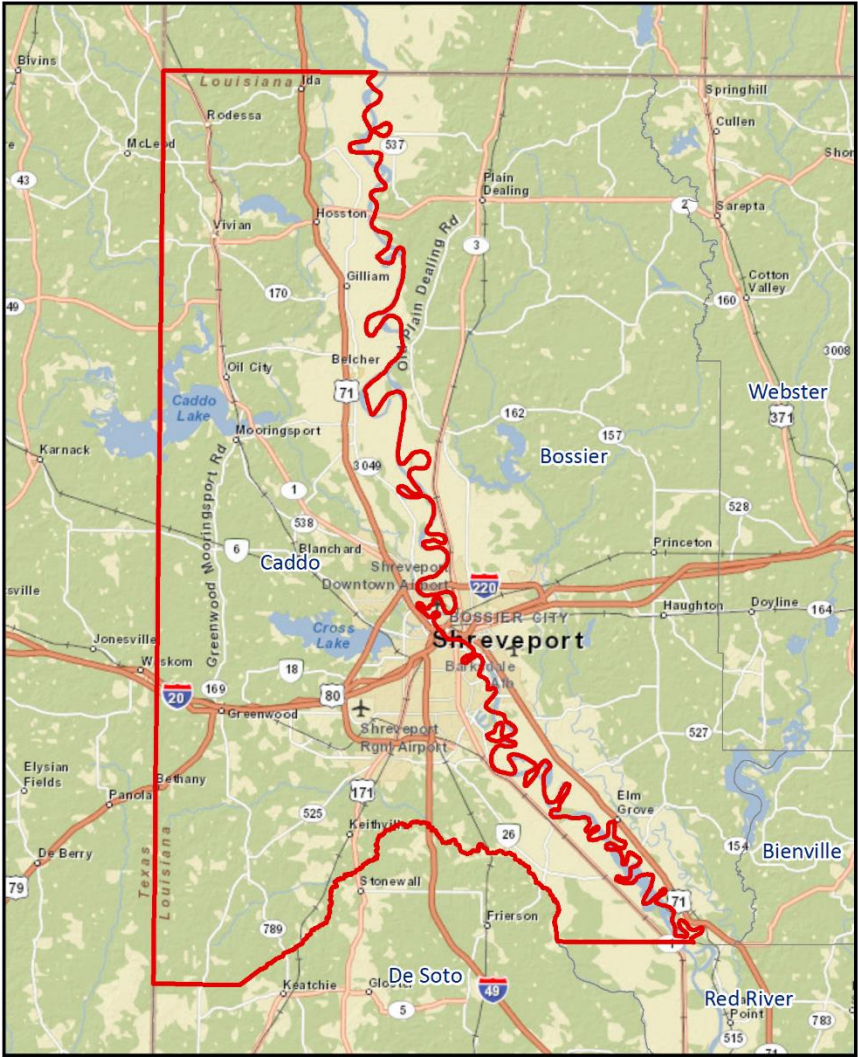 Bivins
Louisiana
Ida
Springhill
Cullen
Rodessa
McLeod
537
43
Plain
Dealing
2
Sarepta
Hosston
Vivian
3
Old Plain Dealing Rd
Cotton
Valley
Gilliam
170
160
49
Belcher
3008
Oil City
71
Webster
Caddo
Lake
371
162
Mooringsport
157
Karnack
Bossier
3049
1
528
Greenwood Mooringsport Rd
538
Princeton
6
Blanchard
Caddo
Shreveport
Downtown Airport
220
Haughton
Doyline
164
BOSSIER CITY
Cross
Lake
Shreveport
Jonesville
Waskom
18
Barksdale
Afb
20
169
80
Greenwood
Shreveport
Rgnl Airport
527
Elysian
Fields
Bethany
Panola
171
Elm
Grove
525
Keithville
26
154
De Berry
Bienville
79
Stonewall
71
Texas
Louisiana
Frierson
789
De Soto
Keatchie
49
Red River
5
Point
783
515
71